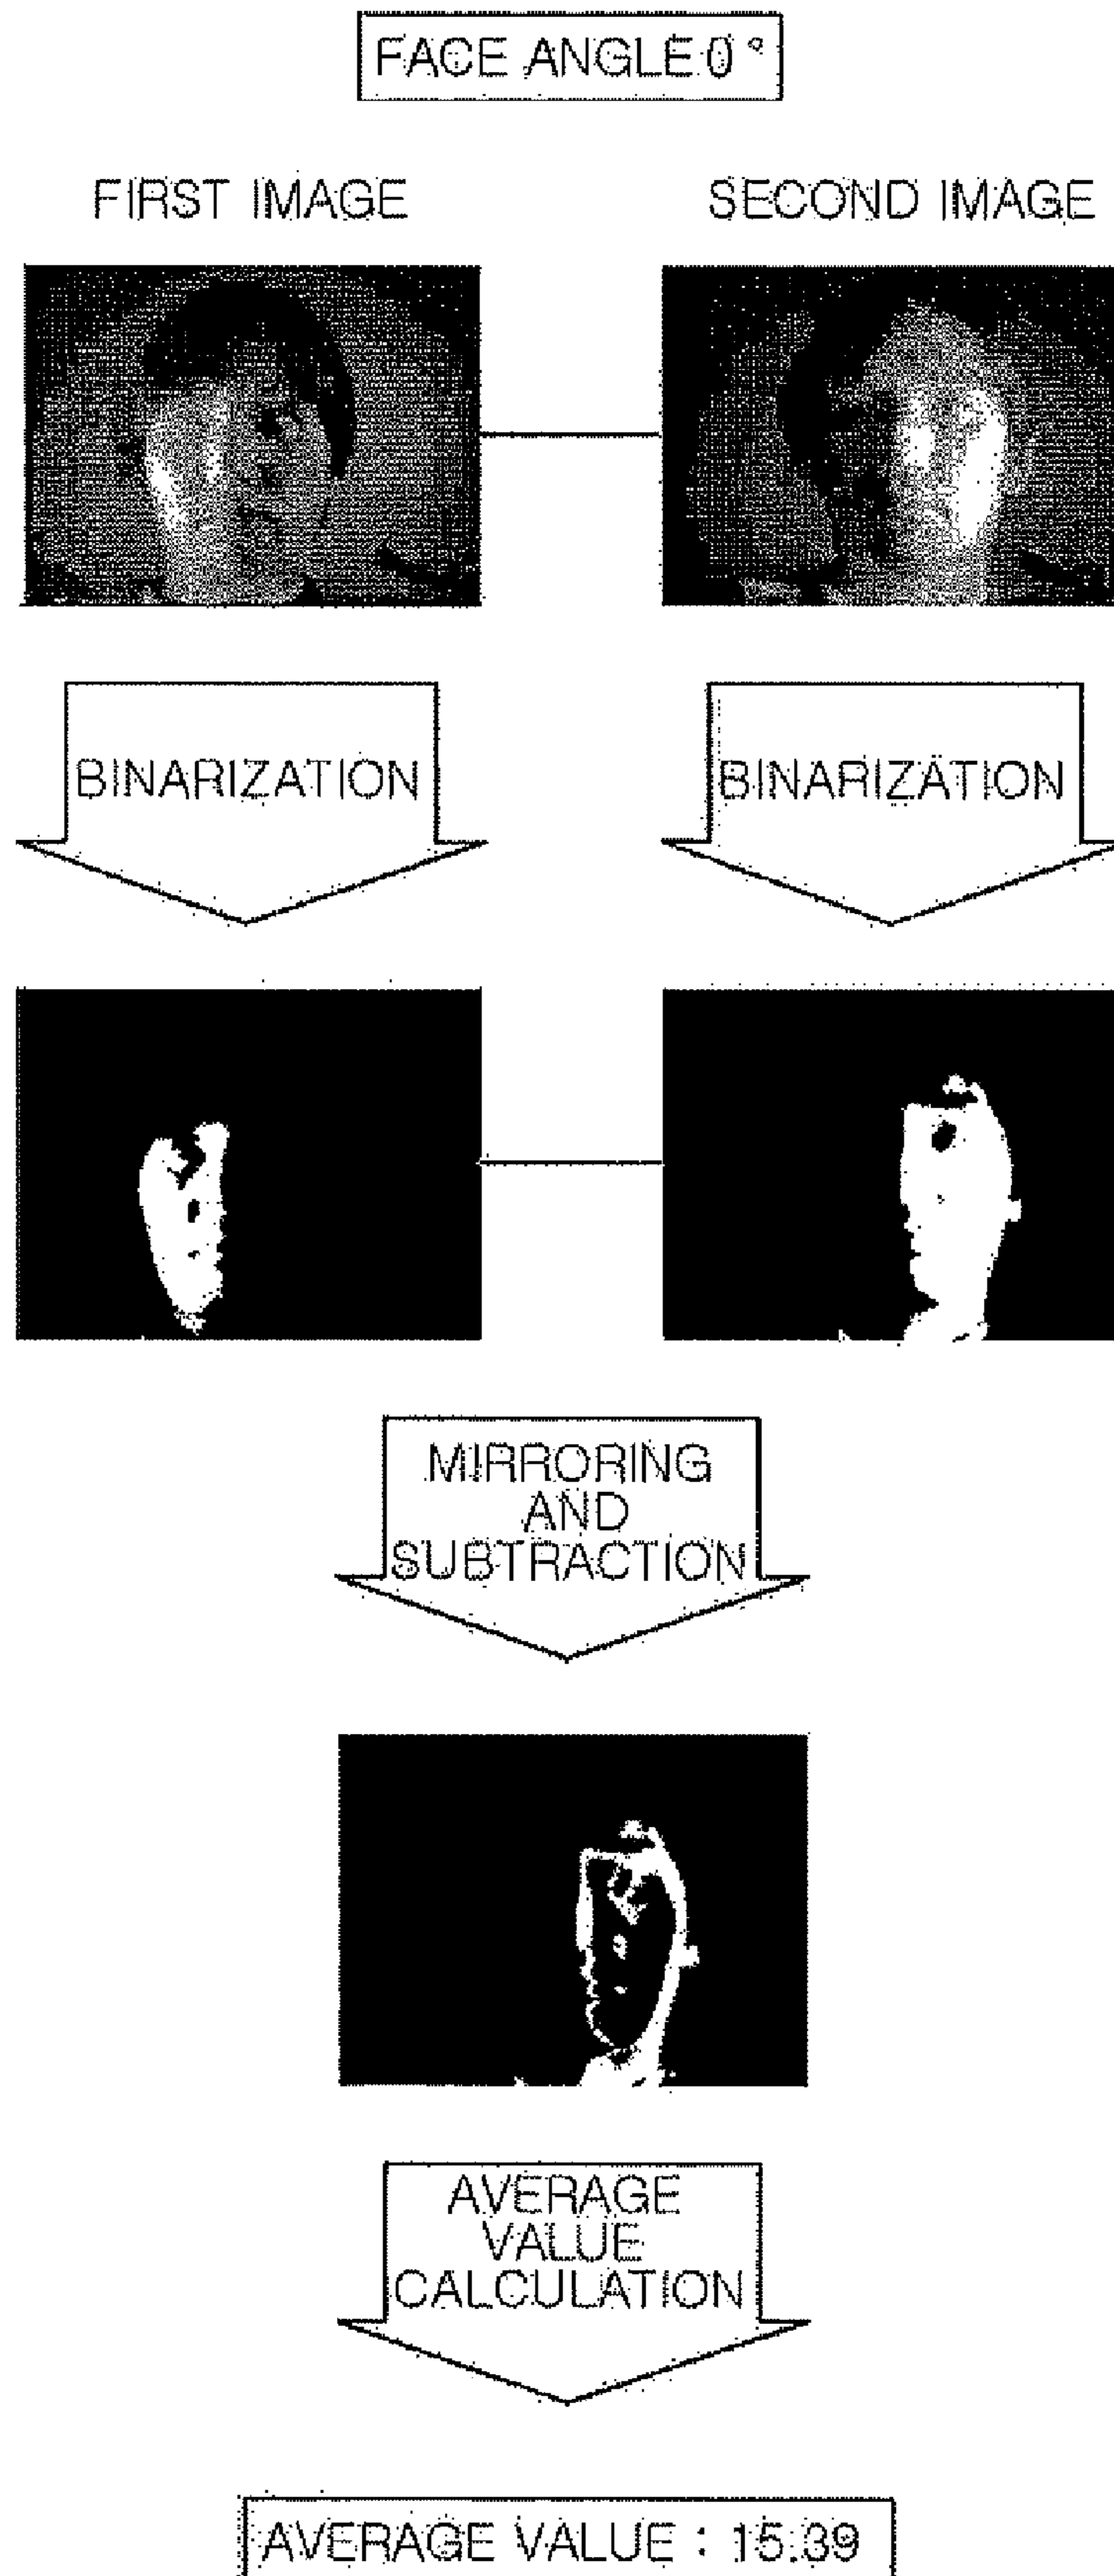 FACE ANGLE 0°
FIRST IMAGE
SECOND IMAGE
BINARIZATION
BINARIZATION
MIRRORING
AND
SUBTRACTION
AVERAGE
VALUE
CALCULATION
AVERAGE VALUE : 15.39